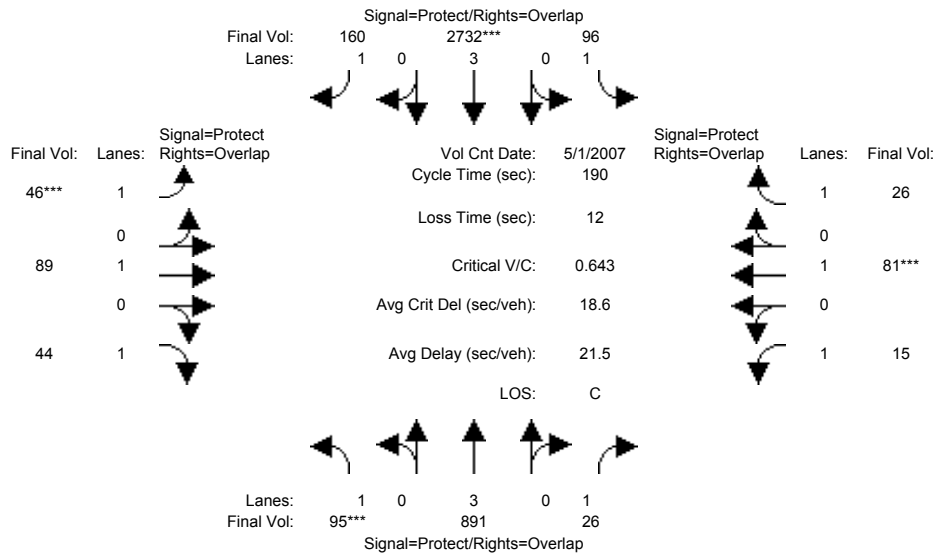 Signal=Protect/Rights=Overlap
Final Vol: 160 2732*** 96
Lanes: 1 0 3 0 1
Signal=Protect Signal=Protect
Final Vol: Lanes: Rights=Overlap Vol Cnt Date: 5/1/2007 Rights=Overlap Lanes: Final Vol:
Cycle Time (sec): 190
46*** 1 1 26
Loss Time (sec): 12
0 0
89 1 Critical V/C: 0.643 1 81***
0 Avg Crit Del (sec/veh): 18.6 0
44 1 Avg Delay (sec/veh): 21.5 1 15
LOS: C
Lanes: 1 0 3 0 1
Final Vol: 95*** 891 26
Signal=Protect/Rights=Overlap